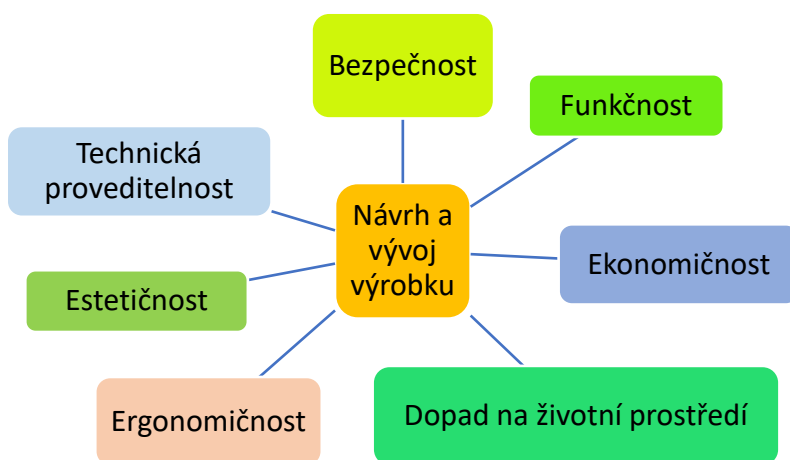 Bezpečnost
Funkčnost
Technická
proveditelnost
Návrh a
vývoj
výrobku
Ekonomičnost
Estetičnost
Ergonomičnost
Dopad na životní prostředí